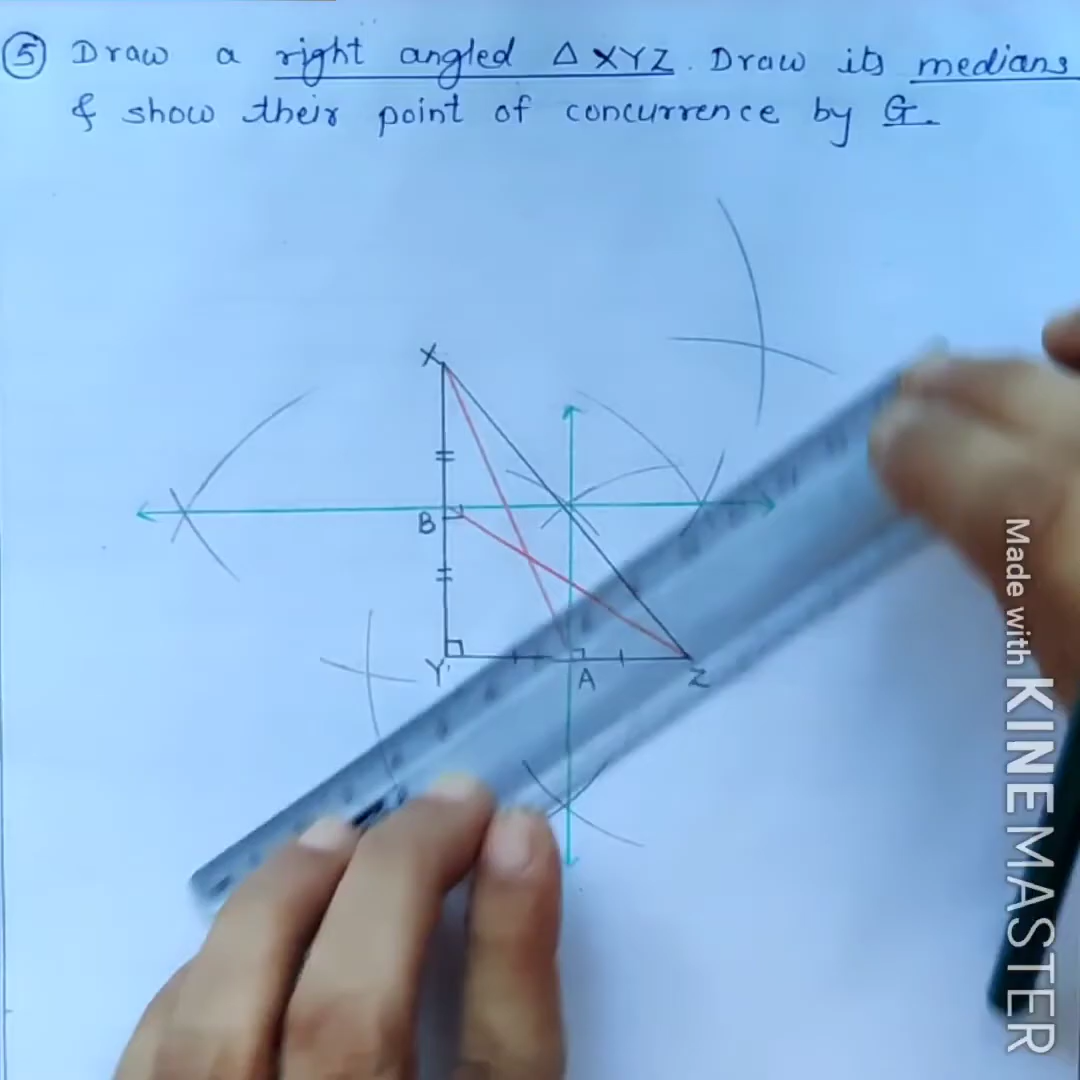 ⑤ Draw a right angled △XYZ. Draw its medians
& show their point of concurrence by G.
X
B
Y
A
Z
Made with KINEMASTER